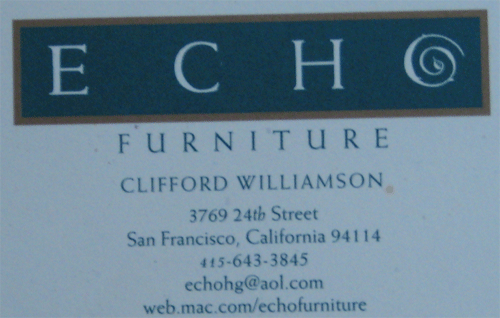 ECHO
FURNITURE
CLIFFORD WILLIAMSON
3769 24th Street
San Francisco, California 94114
415-643-3845
echohg@aol.com
web.mac.com/echofurniture